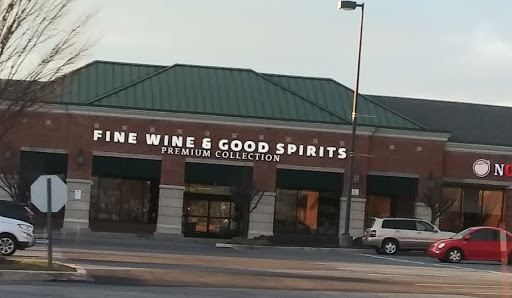 FINE WINE & GOOD SPIRITS
PREMIUM COLLECTION